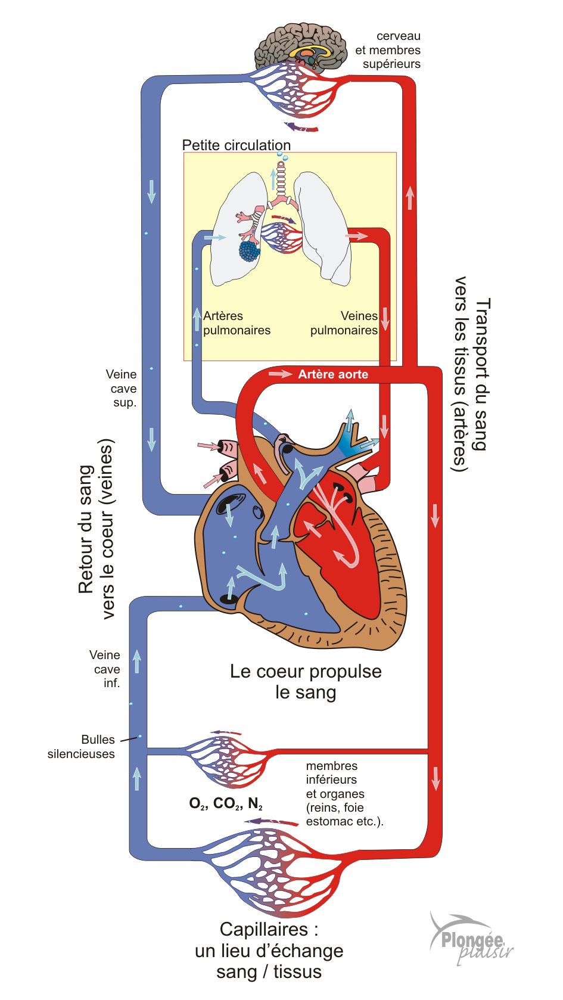 cerveau
et membres
supérieurs
Petite circulation
Artères
pulmonaires
Veines
pulmonaires
Transport du sang
vers les tissus (artères)
Veine
cave
sup.
Artère aorte
Retour du sang
vers le coeur (veines)
Le coeur propulse
le sang
Veine
cave
inf.
Bulles
silencieuses
membres
inférieurs
et organes
(reins, foie
estomac etc.).
O₂, CO₂, N₂
Capillaires :
un lieu d’échange
sang / tissus
Plongée
plaisir